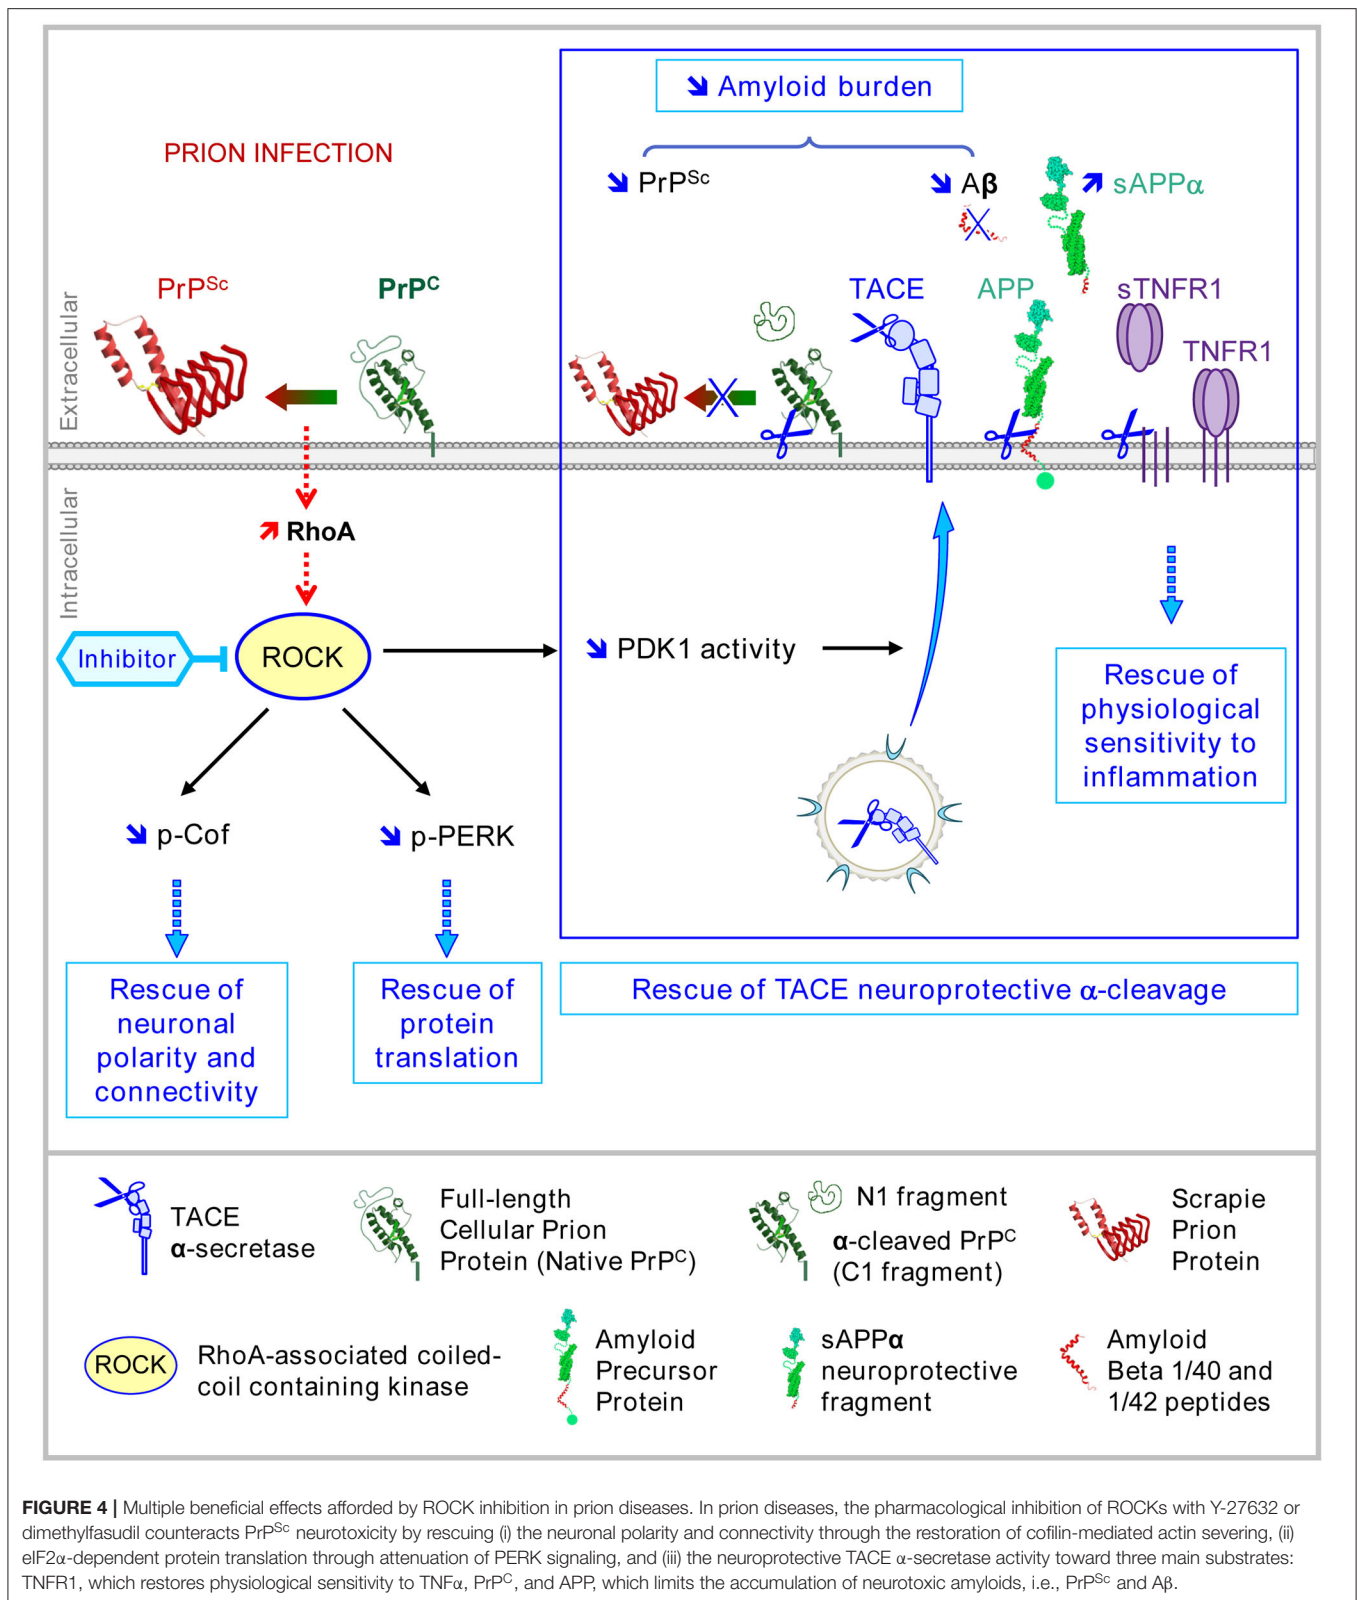 ↘ Amyloid burden
PRION INFECTION
↘ PrPSc
↘ Aβ
↗ sAPPα
Extracellular
PrPSc
PrPC
TACE
APP
sTNFR1
TNFR1
Intracellular
↗ RhoA
Inhibitor
ROCK
↘ PDK1 activity
Rescue of
physiological
sensitivity to
inflammation
↘ p-Cof
↘ p-PERK
Rescue of
neuronal
polarity and
connectivity
Rescue of
protein
translation
Rescue of TACE neuroprotective α-cleavage
TACE
α-secretase
Full-length
Cellular Prion
Protein (Native PrPC)
N1 fragment
α-cleaved PrPC
(C1 fragment)
Scrapie
Prion
Protein
ROCK
RhoA-associated coiled-
coil containing kinase
Amyloid
Precursor
Protein
sAPPα
neuroprotective
fragment
Amyloid
Beta 1/40 and
1/42 peptides
FIGURE 4 | Multiple beneficial effects afforded by ROCK inhibition in prion diseases. In prion diseases, the pharmacological inhibition of ROCKs with Y-27632 or
dimethylfasudil counteracts PrPSc neurotoxicity by rescuing (i) the neuronal polarity and connectivity through the restoration of cofilin-mediated actin severing, (ii)
eIF2α-dependent protein translation through attenuation of PERK signaling, and (iii) the neuroprotective TACE α-secretase activity toward three main substrates:
TNFR1, which restores physiological sensitivity to TNFα, PrPC, and APP, which limits the accumulation of neurotoxic amyloids, i.e., PrPSc and Aβ.